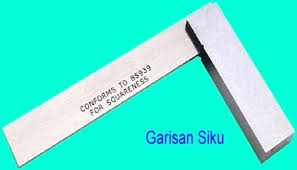 CONFORMS TO BS939
FOR SQUARENESS
Garisan Siku